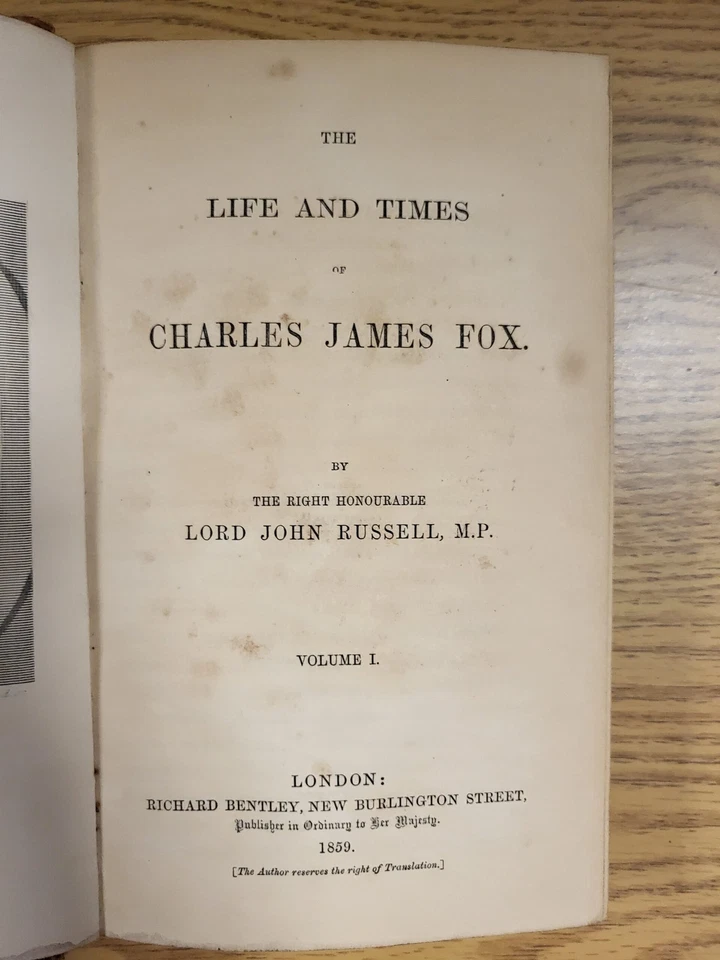 THE
LIFE AND TIMES
OF
CHARLES JAMES FOX.
BY
THE RIGHT HONOURABLE
LORD JOHN RUSSELL, M.P.
VOLUME I.
LONDON:
RICHARD BENTLEY, NEW BURLINGTON STREET,
Publisher in Ordinary to Her Majesty.
1859.
[The Author reserves the right of Translation.]